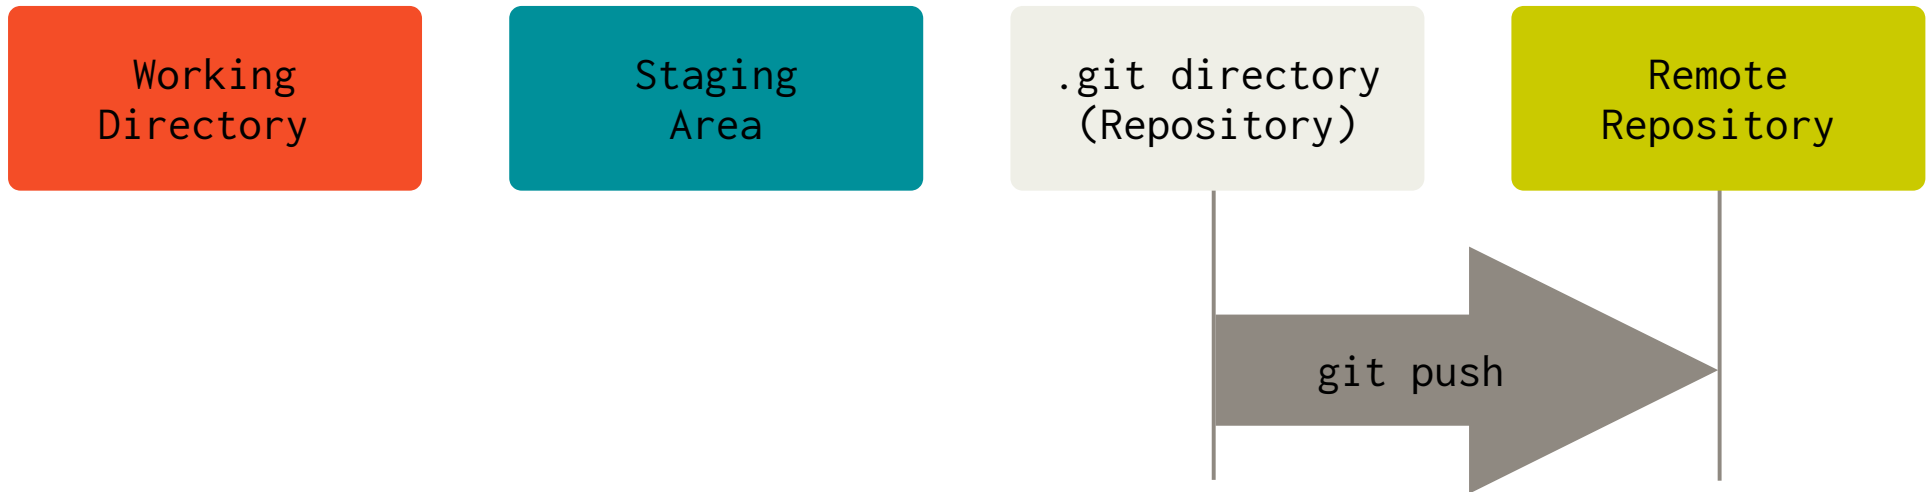 Working
Directory
Staging
Area
.git directory
(Repository)
Remote
Repository
git push